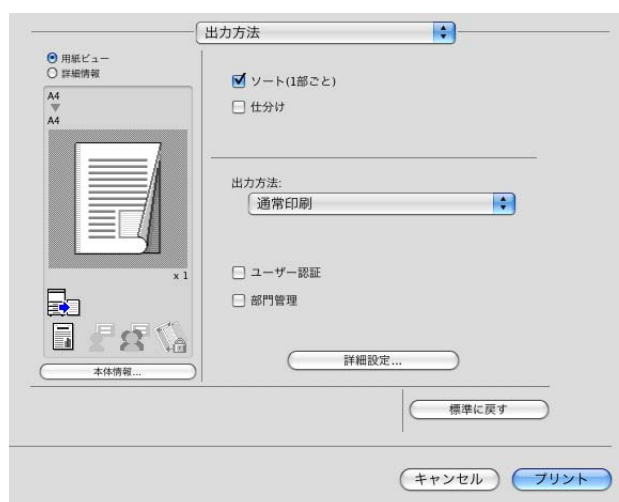 出力方法
用紙ビュー
詳細情報
A4
A4
x 1
本体情報...
ソート(1部ごと)
仕分け
出力方法:
通常印刷
ユーザー認証
部門管理
詳細設定...
標準に戻す
キャンセル
プリント